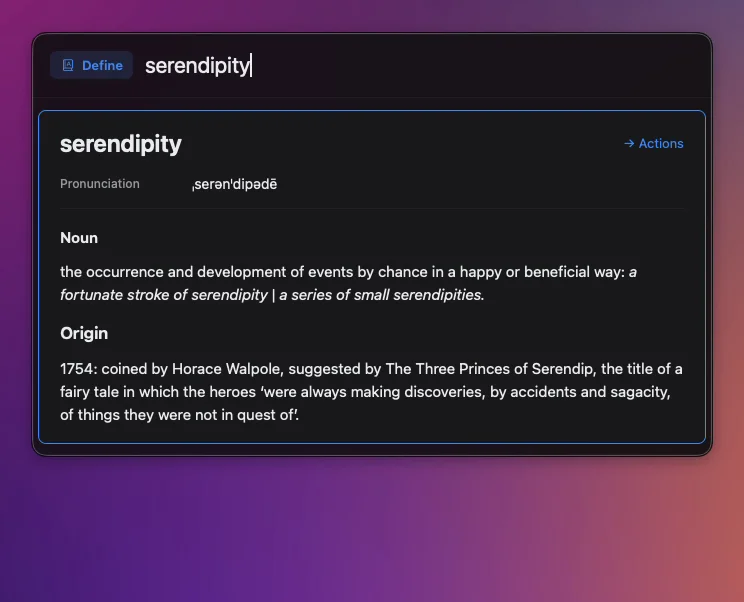 Define serendipity
serendipity
→ Actions
Pronunciation ˌserənˈdipədē
Noun
the occurrence and development of events by chance in a happy or beneficial way: a
fortunate stroke of serendipity | a series of small serendipities.
Origin
1754: coined by Horace Walpole, suggested by The Three Princes of Serendip, the title of a
fairy tale in which the heroes ‘were always making discoveries, by accidents and sagacity,
of things they were not in quest of’.